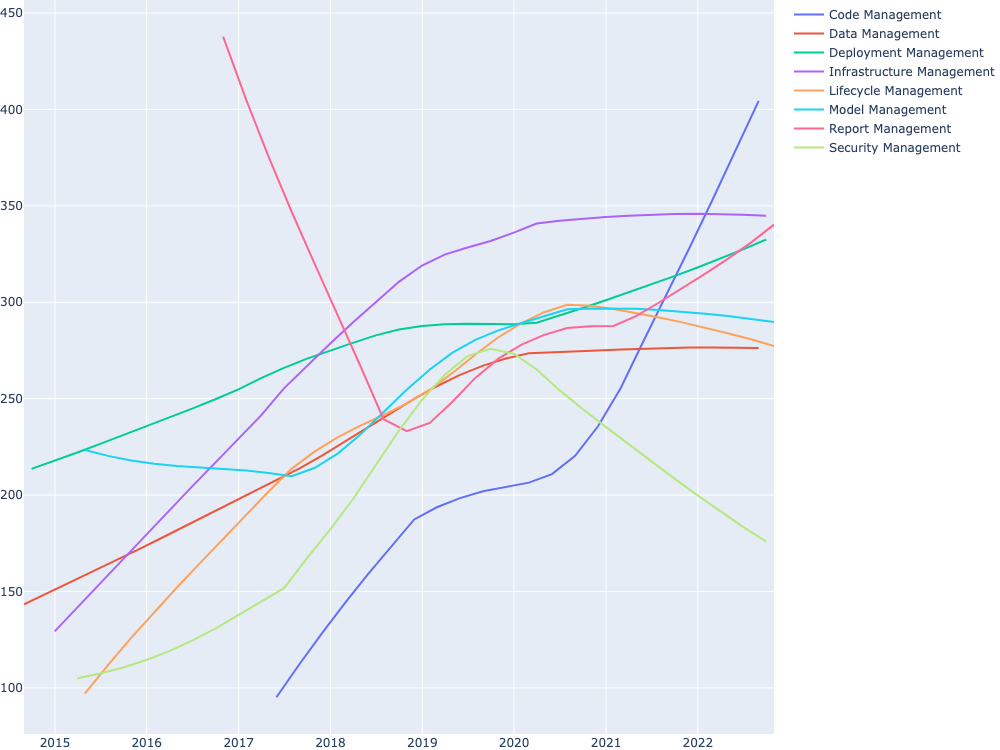 450
400
350
300
250
200
150
100
2015 2016 2017 2018 2019 2020 2021 2022
Code Management
Data Management
Deployment Management
Infrastructure Management
Lifecycle Management
Model Management
Report Management
Security Management